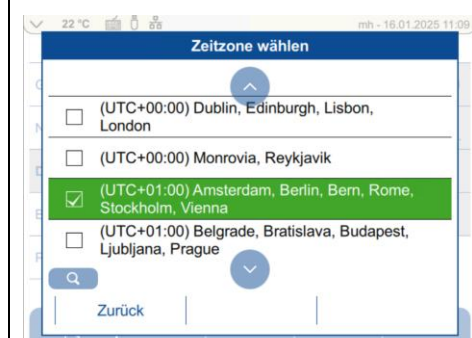 22 °C
mh - 16.01.2025 11:09
Zeitzone wählen
(UTC+00:00) Dublin, Edinburgh, Lisbon,
London
(UTC+00:00) Monrovia, Reykjavik
(UTC+01:00) Amsterdam, Berlin, Bern, Rome,
Stockholm, Vienna
(UTC+01:00) Belgrade, Bratislava, Budapest,
Ljubljana, Prague
Zurück